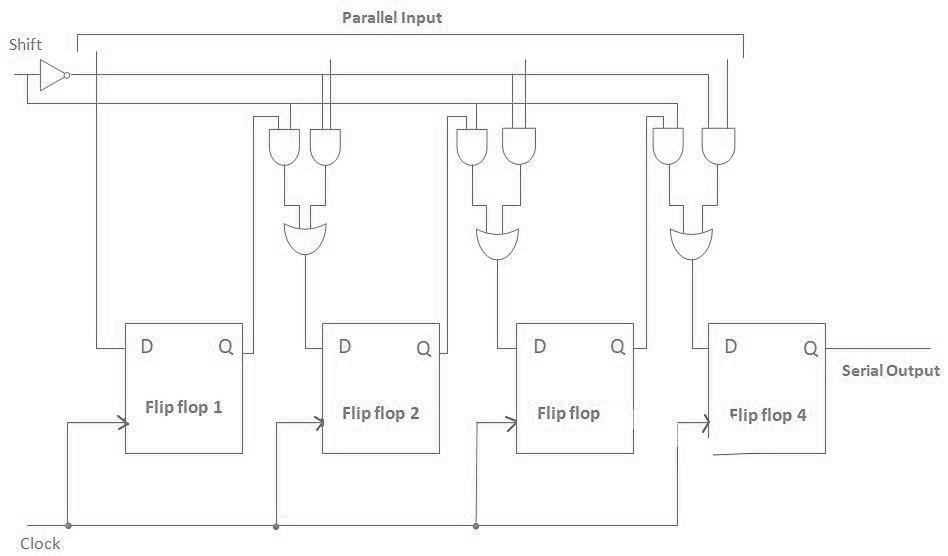 Parallel Input
Shift
D Q
Flip flop 1
D Q
Flip flop 2
D Q
Flip flop
D Q
Flip flop 4
Serial Output
Clock